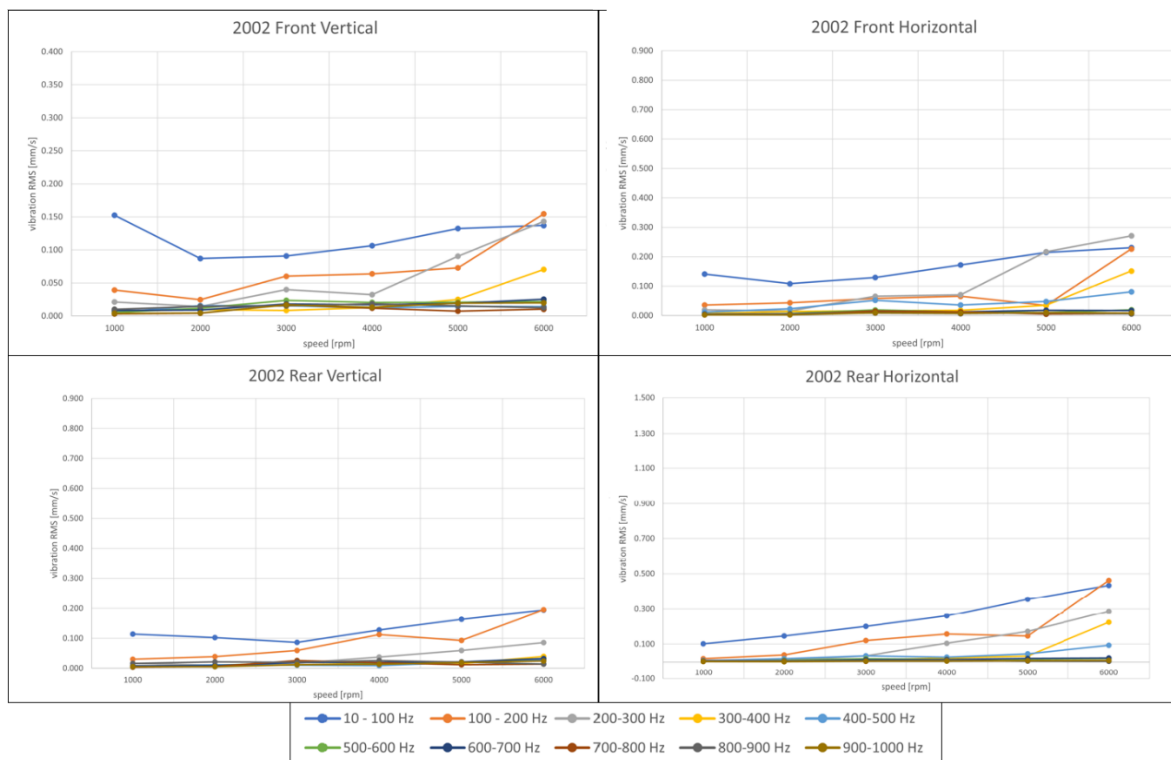 2002 Front Vertical
0.400
0.350
0.300
0.250
0.200
0.150
0.100
0.050
0.000
vibration RMS [mm/s]
1000 2000 3000 4000 5000 6000
speed [rpm]
2002 Front Horizontal
0.900
0.800
0.700
0.600
0.500
0.400
0.300
0.200
0.100
0.000
vibration RMS [mm/s]
1000 2000 3000 4000 5000 6000
speed [rpm]
2002 Rear Vertical
0.900
0.800
0.700
0.600
0.500
0.400
0.300
0.200
0.100
0.000
vibration RMS [mm/s]
1000 2000 3000 4000 5000 6000
speed [rpm]
2002 Rear Horizontal
1.500
1.300
1.100
0.900
0.700
0.500
0.300
0.100
-0.100
vibration RMS [mm/s]
1000 2000 3000 4000 5000 6000
speed [rpm]
10 - 100 Hz 100 - 200 Hz 200-300 Hz 300-400 Hz 400-500 Hz
500-600 Hz 600-700 Hz 700-800 Hz 800-900 Hz 900-1000 Hz